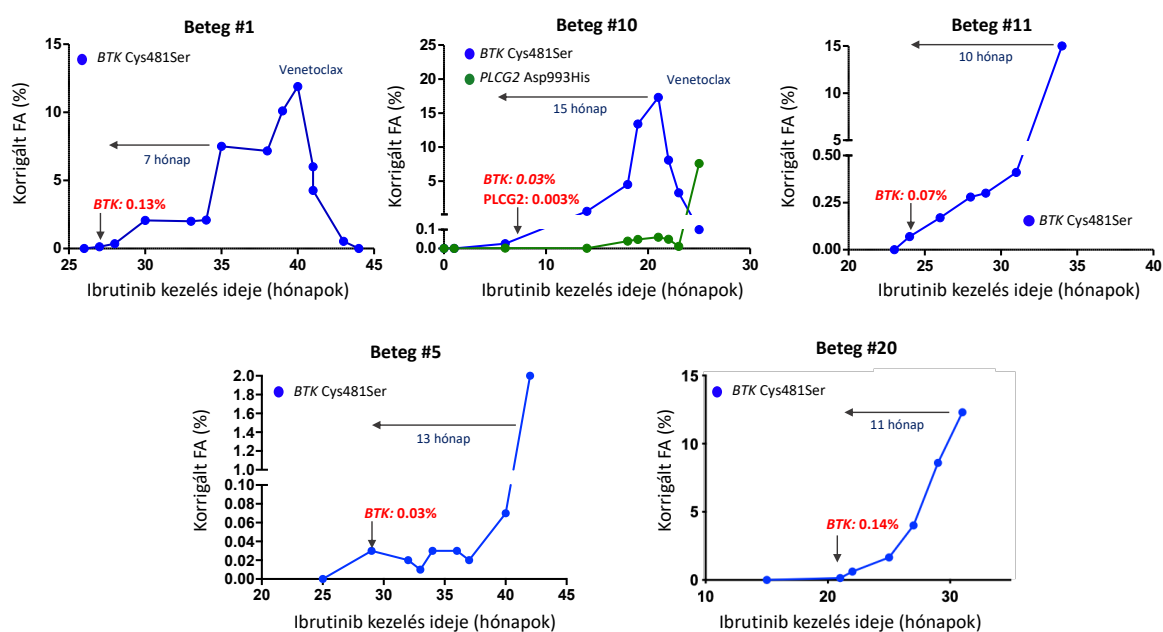 Beteg #1
BTK Cys481Ser
Venetoclax
7 hónap
BTK: 0.13%
Korrigált FA (%)
15
10
5
0
25
30
35
40
45
Ibrutinib kezelés ideje (hónapok)
Beteg #10
BTK Cys481Ser
PLCG2 Asp993His
Venetoclax
15 hónap
BTK: 0.03%
PLCG2: 0.003%
Korrigált FA (%)
25
20
15
10
5
0.1
0.0
0
10
20
30
Ibrutinib kezelés ideje (hónapok)
Beteg #11
10 hónap
BTK: 0.07%
BTK Cys481Ser
Korrigált FA (%)
15
10
5
0.50
0.25
0.00
20
25
30
35
40
Ibrutinib kezelés ideje (hónapok)
Beteg #5
BTK Cys481Ser
13 hónap
BTK: 0.03%
Korrigált FA (%)
2.0
1.8
1.6
1.4
1.2
1.0
0.10
0.08
0.06
0.04
0.02
0.00
20
25
30
35
40
45
Ibrutinib kezelés ideje (hónapok)
Beteg #20
BTK Cys481Ser
11 hónap
BTK: 0.14%
Korrigált FA (%)
15
10
5
0
10
20
30
Ibrutinib kezelés ideje (hónapok)